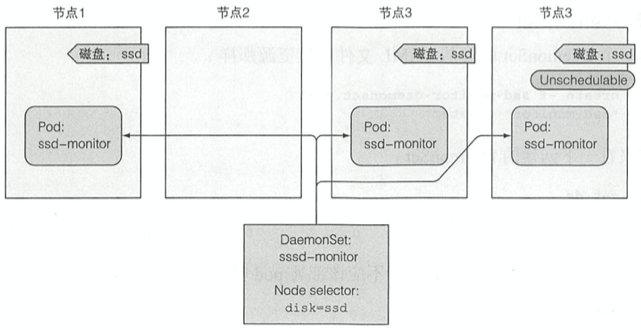 节点1
节点2
节点3
节点3
磁盘：ssd
磁盘：ssd
磁盘：ssd
Unschedulable
Pod:
ssd-monitor
Pod:
ssd-monitor
Pod:
ssd-monitor
DaemonSet:
sssd-monitor
Node selector:
disk=ssd